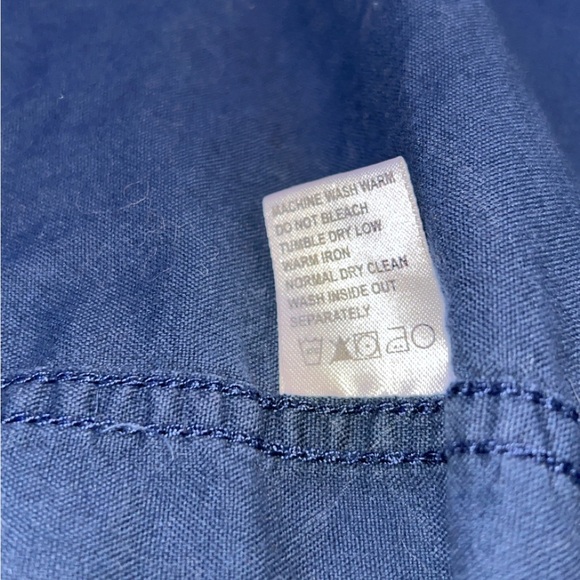 MACHINE WASH WARM
DO NOT BLEACH
TUMBLE DRY LOW
WARM IRON
NORMAL DRY CLEAN
WASH INSIDE OUT
SEPARATELY